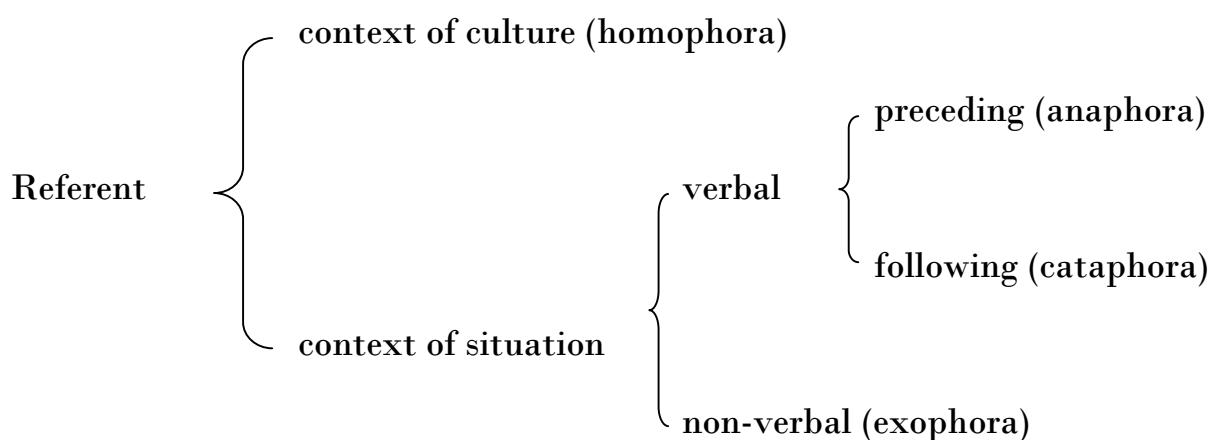 context of culture (homophora)
preceding (anaphora)
Referent
verbal
following (cataphora)
context of situation
non-verbal (exophora)